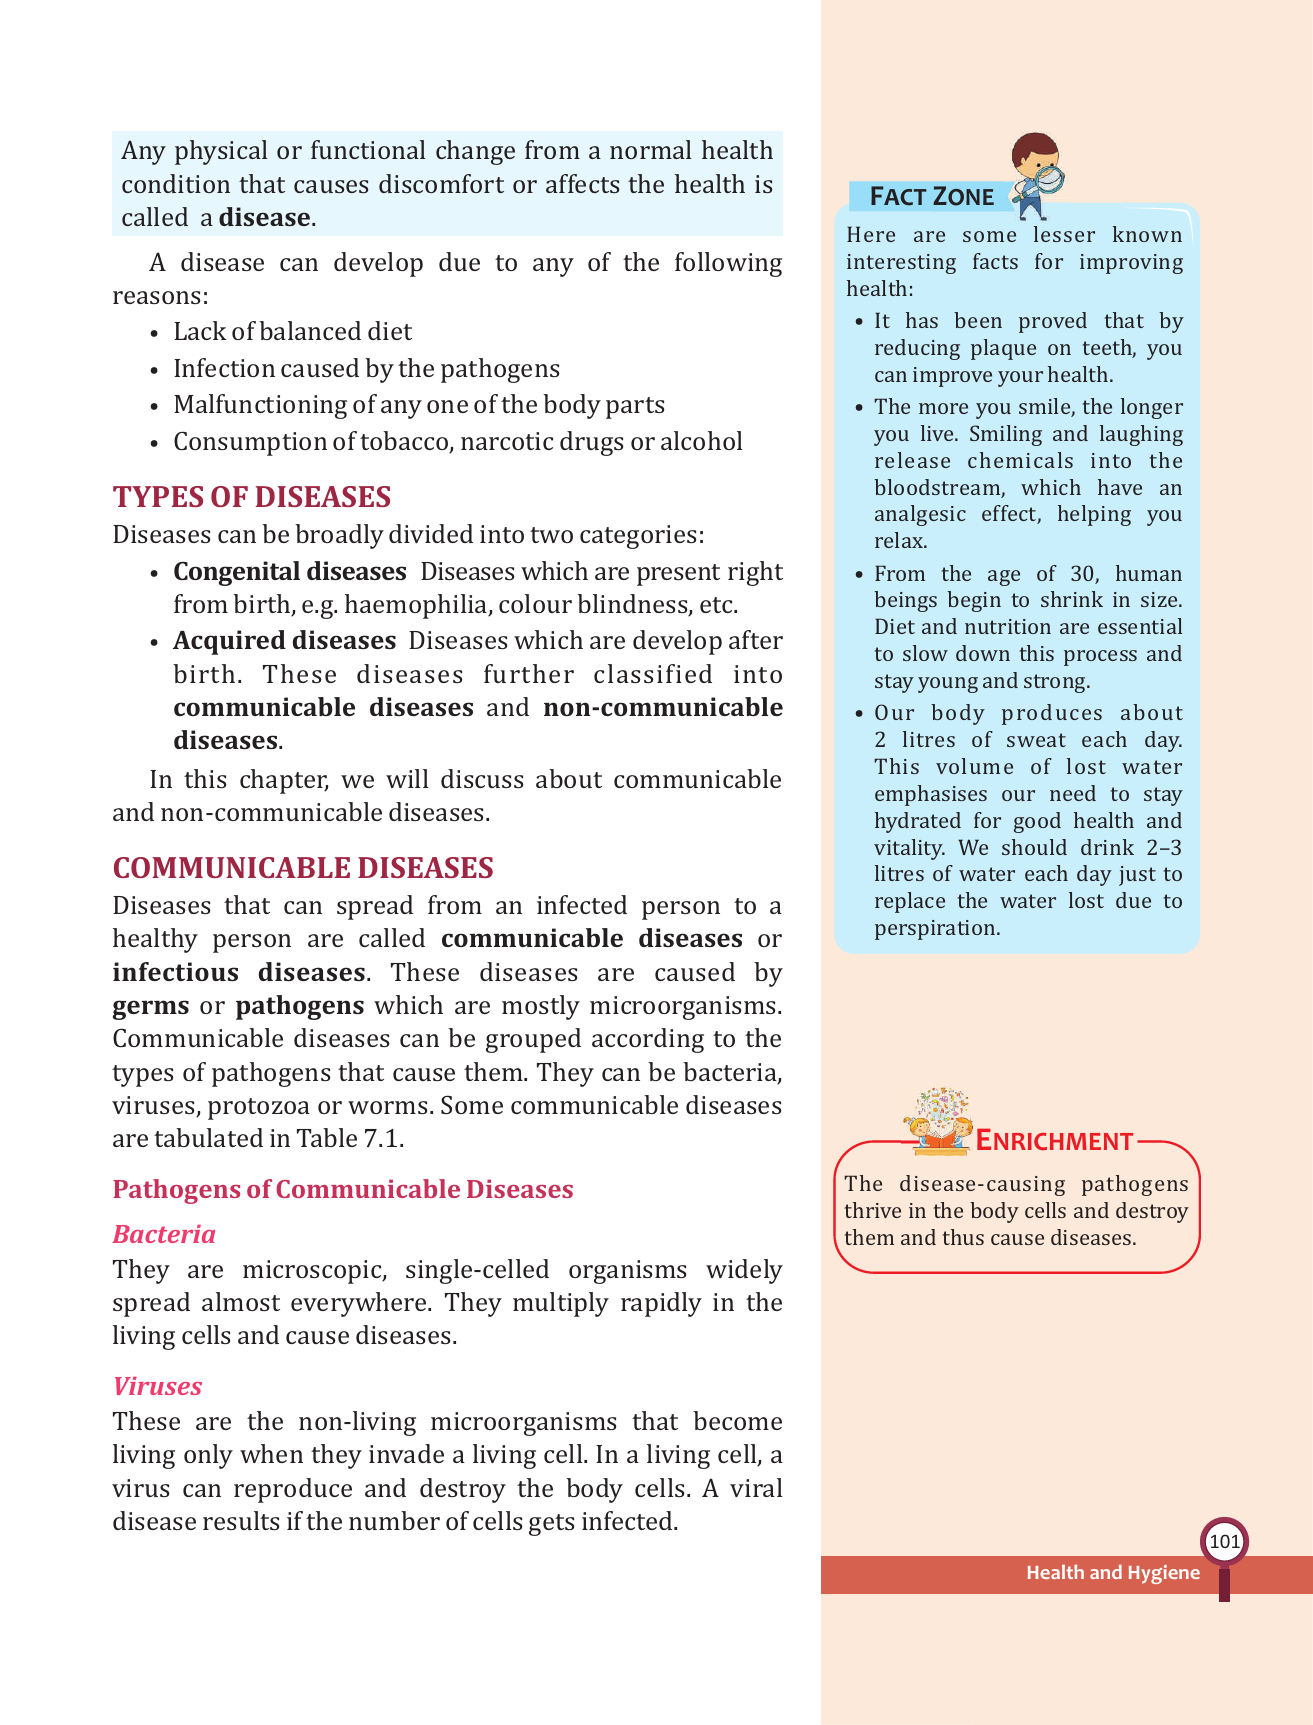 Any physical or functional change from a normal health
condition that causes discomfort or affects the health is
called a disease.
A disease can develop due to any of the following
reasons:
• Lack of balanced diet
• Infection caused by the pathogens
• Malfunctioning of any one of the body parts
• Consumption of tobacco, narcotic drugs or alcohol
TYPES OF DISEASES
Diseases can be broadly divided into two categories:
• Congenital diseases Diseases which are present right
from birth, e.g. haemophilia, colour blindness, etc.
• Acquired diseases Diseases which are develop after
birth. These diseases further classified into
communicable diseases and non-communicable
diseases.
In this chapter, we will discuss about communicable
and non-communicable diseases.
COMMUNICABLE DISEASES
Diseases that can spread from an infected person to a
healthy person are called communicable diseases or
infectious diseases. These diseases are caused by
germs or pathogens which are mostly microorganisms.
Communicable diseases can be grouped according to the
types of pathogens that cause them. They can be bacteria,
viruses, protozoa or worms. Some communicable diseases
are tabulated in Table 7.1.
Pathogens of Communicable Diseases
Bacteria
They are microscopic, single-celled organisms widely
spread almost everywhere. They multiply rapidly in the
living cells and cause diseases.
Viruses
These are the non-living microorganisms that become
living only when they invade a living cell. In a living cell, a
virus can reproduce and destroy the body cells. A viral
disease results if the number of cells gets infected.
FACT ZONE
Here are some lesser known
interesting facts for improving
health:
• It has been proved that by
reducing plaque on teeth, you
can improve your health.
• The more you smile, the longer
you live. Smiling and laughing
release chemicals into the
bloodstream, which have an
analgesic effect, helping you
relax.
• From the age of 30, human
beings begin to shrink in size.
Diet and nutrition are essential
to slow down this process and
stay young and strong.
• Our body produces about
2 litres of sweat each day.
This volume of lost water
emphasises our need to stay
hydrated for good health and
vitality. We should drink 2–3
litres of water each day just to
replace the water lost due to
perspiration.
ENRICHMENT
The disease-causing pathogens
thrive in the body cells and destroy
them and thus cause diseases.
101
Health and Hygiene